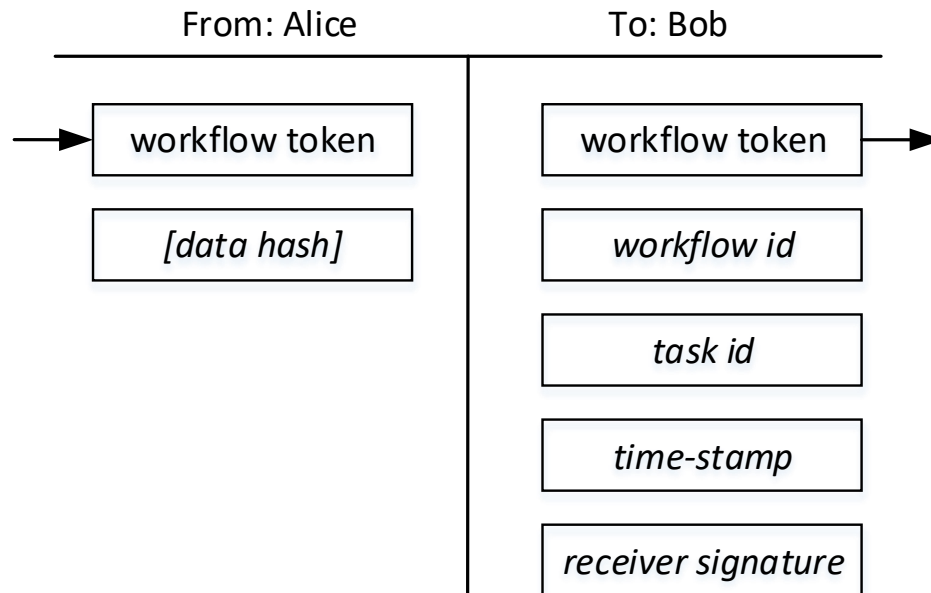 From: Alice
To: Bob
workflow token
workflow token
[data hash]
workflow id
task id
time-stamp
receiver signature